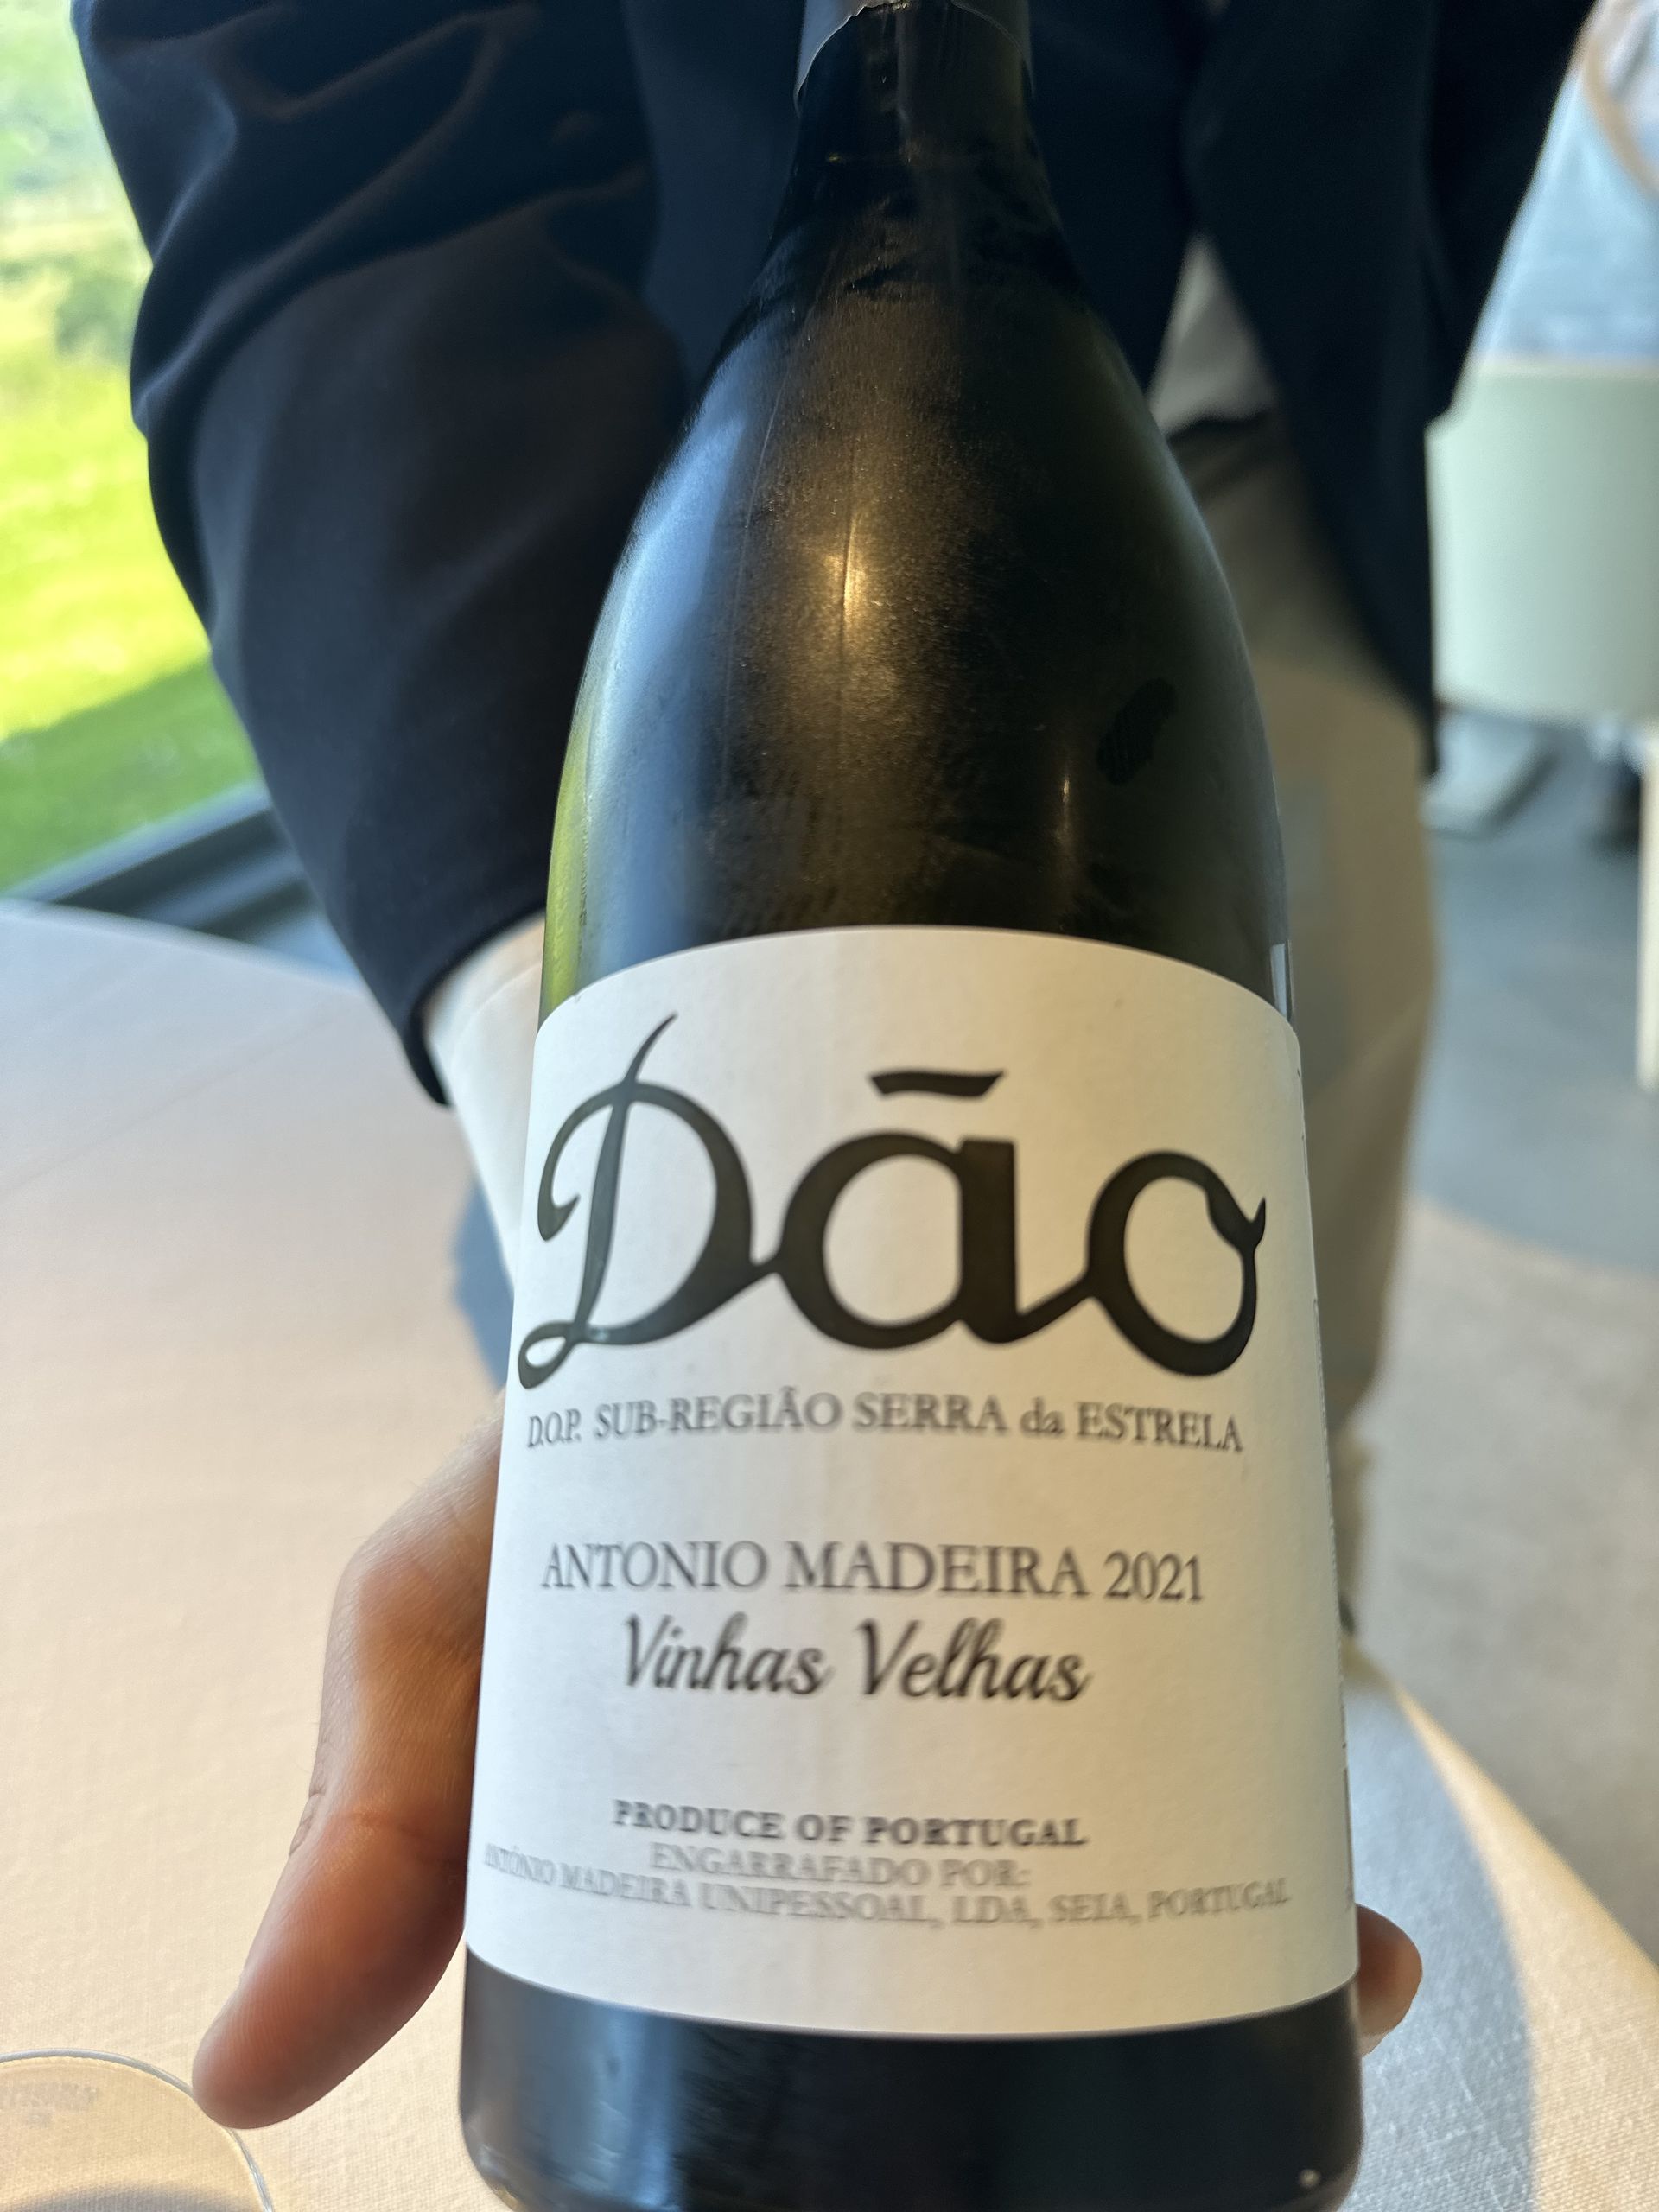 Dão
D.O.P. SUB-REGIÃO SERRA da ESTRELA
ANTONIO MADEIRA 2021
Vinhas Velhas
PRODUCE OF PORTUGAL
ENGARRAFADO POR:
ANTÓNIO MADEIRA UNIPESSOAL, LDA, SEIA, PORTUGAL